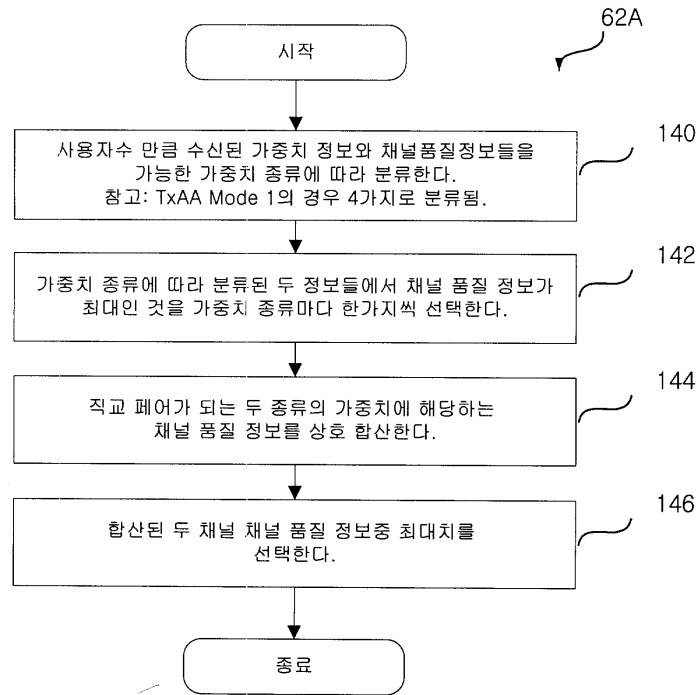 62A
시작
140
사용자수 만큼 수신된 가중치 정보와 채널품질정보들을
가능한 가중치 종류에 따라 분류한다.
참고: TxAA Mode 1의 경우 4가지로 분류됨.
142
가중치 종류에 따라 분류된 두 정보들에서 채널 품질 정보가
최대인 것을 가중치 종류마다 한가지씩 선택한다.
144
직교 페어가 되는 두 종류의 가중치에 해당하는
채널 품질 정보를 상호 합산한다.
146
합산된 두 채널 채널 품질 정보중 최대치를
선택한다.
종료